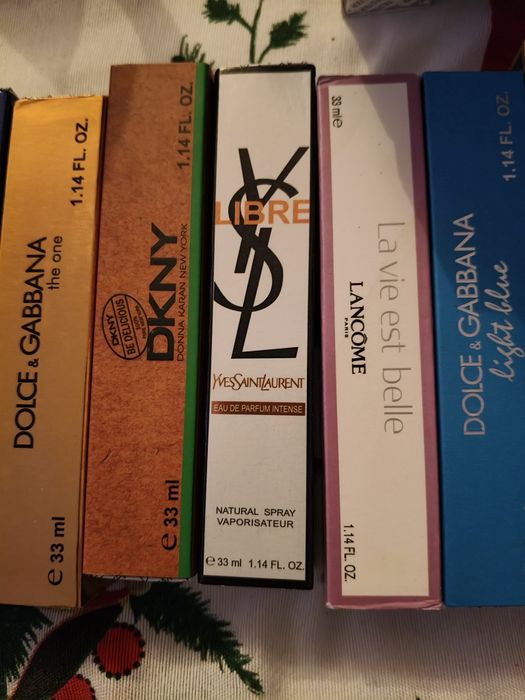 DOLCE & GABBANA
the one
1.14 FL. OZ.
e 33 ml
DKNY
BE DELICIOUS
DKNY
DONNA KARAN NEW YORK
1.14 FL. OZ.
e 33 ml
LIBRE
YSL
YVESSAINTLAURENT
EAU DE PARFUM INTENSE
NATURAL SPRAY
VAPORISATEUR
e 33 ml 1.14 FL. OZ.
33 ml e
La vie est belle
LANCÔME
PARIS
1.14 FL. OZ.
DOLCE & GABBANA
light blue
1.14 FL. OZ.